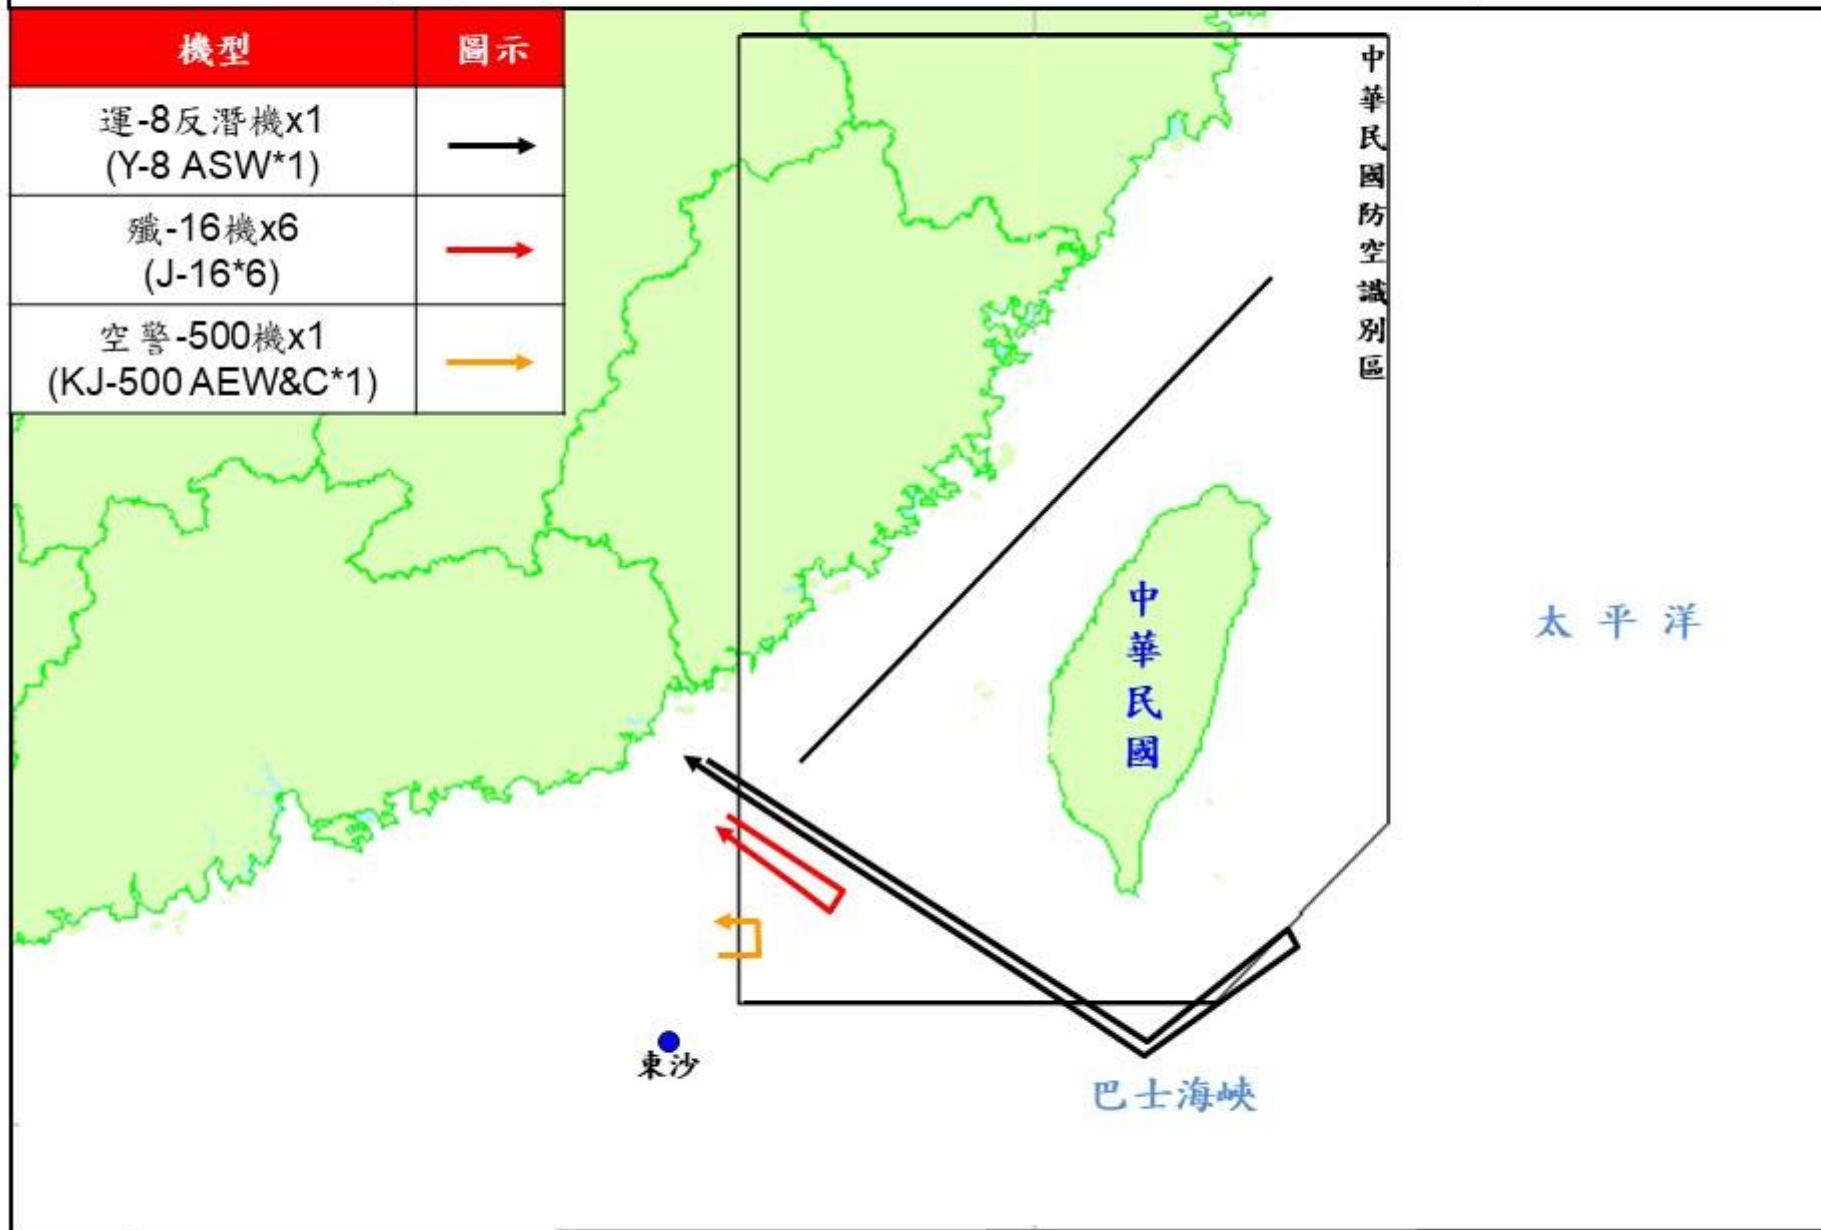 機型
圖示
運-8反潛機x1
(Y-8 ASW*1)
殲-16機x6
(J-16*6)
空警-500機x1
(KJ-500 AEW&C*1)
中華民國防空識別區
中華民國
太平洋
東沙
巴士海峽